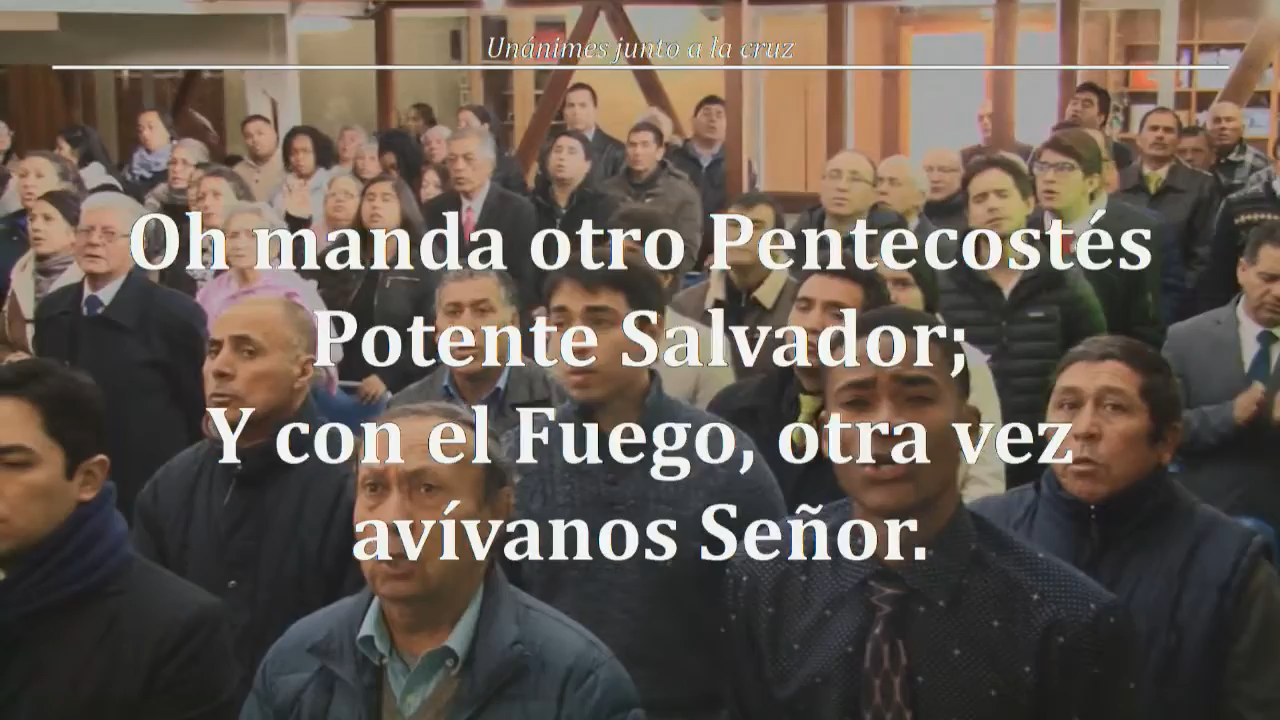 Unánimes junto a la cruz
Oh manda otro Pentecostés
Potente Salvador;
Y con el Fuego, otra vez
avívanos Señor.